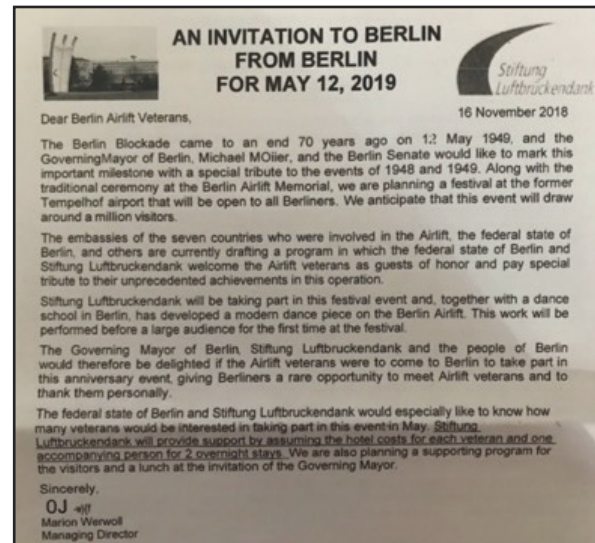 AN INVITATION TO BERLIN
FROM BERLIN
FOR MAY 12, 2019
Stiftung
Luftbrückendank
Dear Berlin Airlift Veterans,
16 November 2018
The Berlin Blockade came to an end 70 years ago on 12 May 1949, and the
GoverningMayor of Berlin, Michael MOIier, and the Berlin Senate would like to mark this
important milestone with a special tribute to the events of 1948 and 1949. Along with the
traditional ceremony at the Berlin Airlift Memorial, we are planning a festival at the former
Tempelhof airport that will be open to all Berliners. We anticipate that this event will draw
around a million visitors.
The embassies of the seven countries who were involved in the Airlift, the federal state of
Berlin, and others are currently drafting a program in which the federal state of Berlin and
Stiftung Luftbruckendank welcome the Airlift veterans as guests of honor and pay special
tribute to their unprecedented achievements in this operation.
Stiftung Luftbruckendank will be taking part in this festival event and, together with a dance
school in Berlin, has developed a modern dance piece on the Berlin Airlift. This work will be
performed before a large audience for the first time at the festival.
The Governing Mayor of Berlin, Stiftung Luftbruckendank and the people of Berlin
would therefore be delighted if the Airlift veterans were to come to Berlin to take part in
this anniversary event, giving Berliners a rare opportunity to meet Airlift veterans and to
thank them personally.
The federal state of Berlin and Stiftung Luftbruckendank would especially like to know how
many veterans would be interested in taking part in this event in May. Stiftung
Luftbruckendank will provide support by assuming the hotel costs for each veteran and one
accompanying person for 2 overnight stays. We are also planning a supporting program for
the visitors and a lunch at the invitation of the Governing Mayor.
Sincerely,
OJ
Marion Werwoll
Managing Director